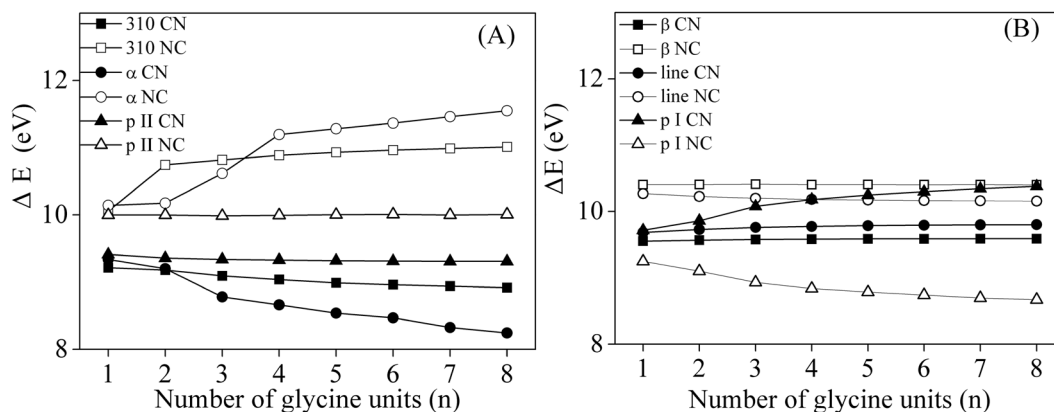 310 CN
310 NC
α CN
α NC
p II CN
p II NC
(A)
12
10
8
Δ E (eV)
1 2 3 4 5 6 7 8
Number of glycine units (n)
β CN
β NC
line CN
line NC
p I CN
p I NC
(B)
12
10
8
ΔE (eV)
1 2 3 4 5 6 7 8
Number of glycine units (n)